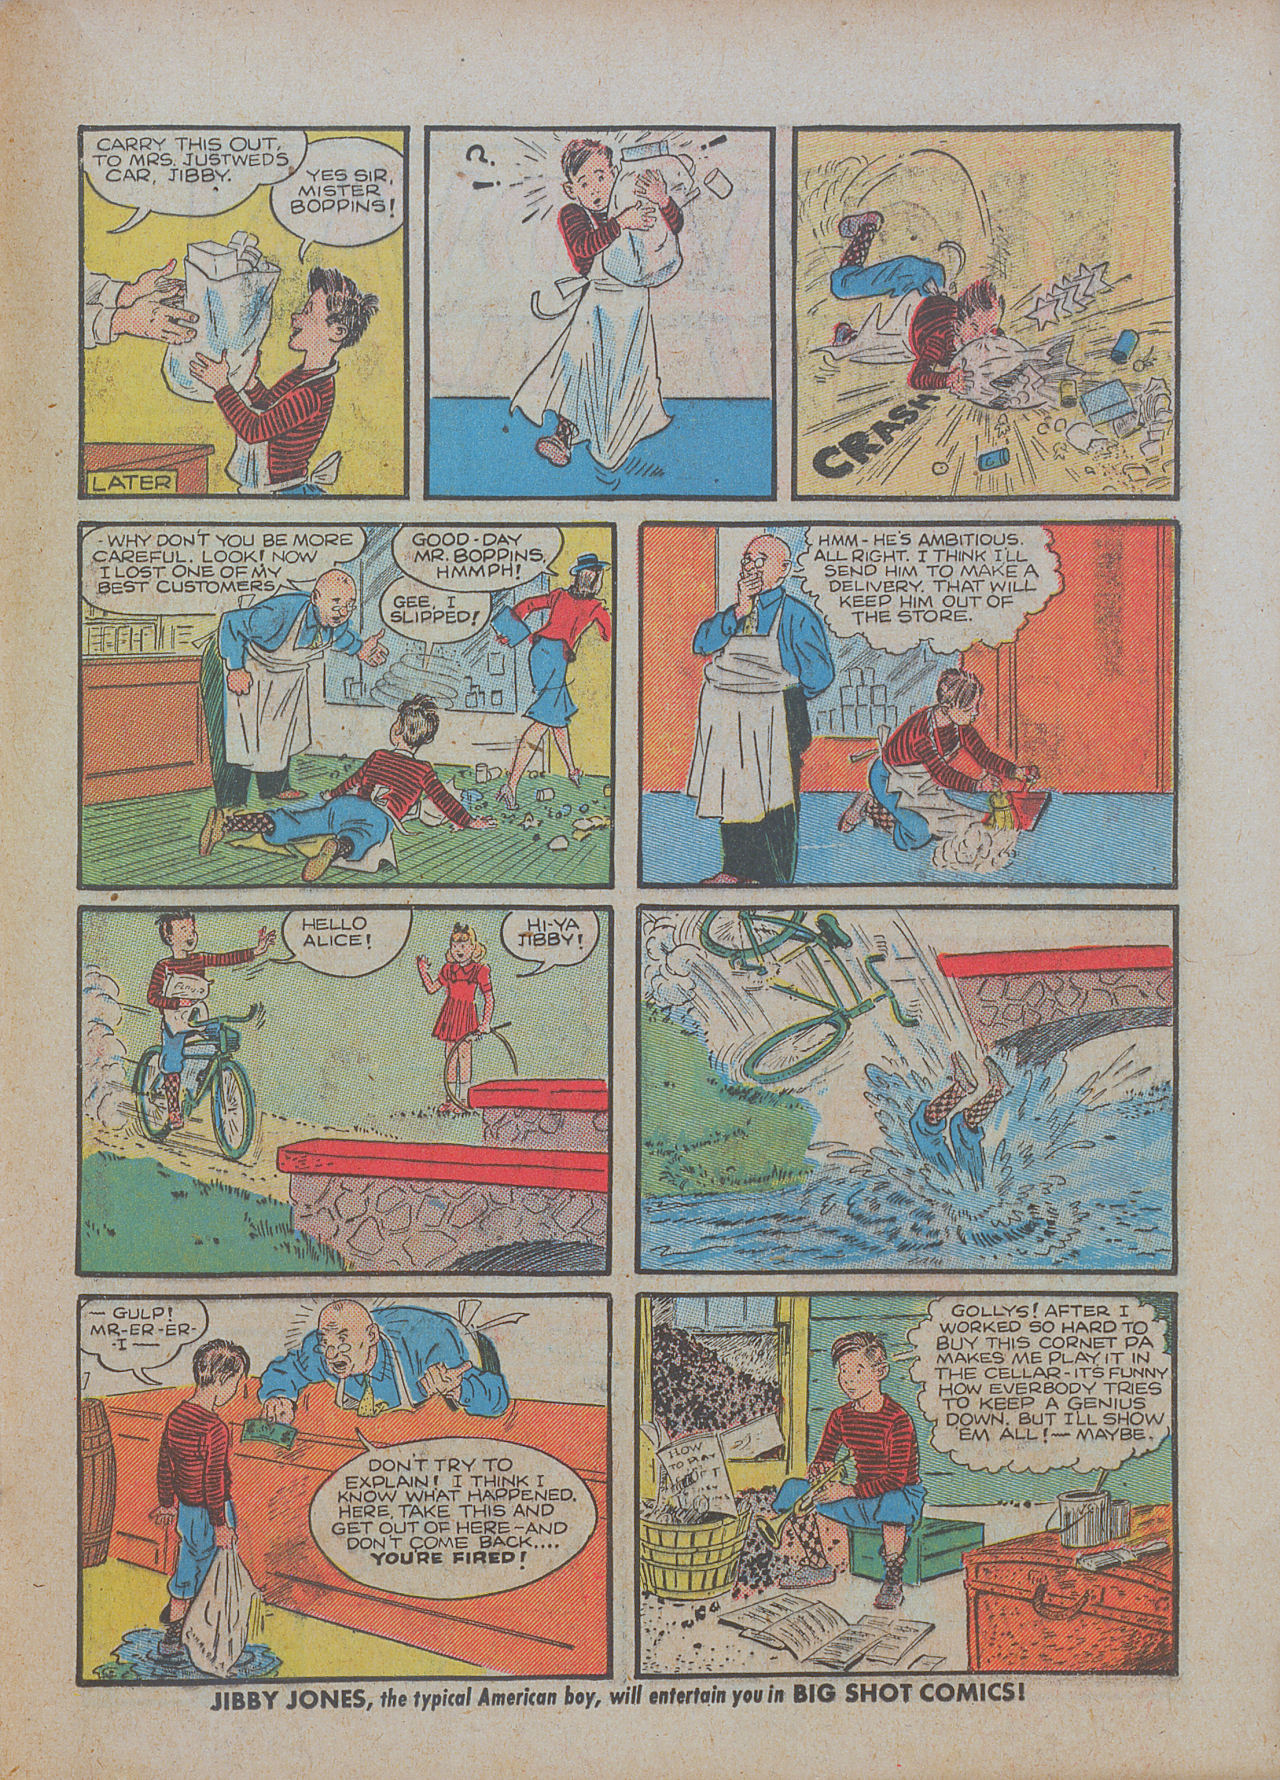 CARRY THIS OUT,
TO MRS. JUSTWEDS
CAR, JIBBY.
YES SIR,
MISTER
BOPPINS!
LATER
!?
!
CRASH
-WHY DON'T YOU BE MORE
CAREFUL. LOOK! NOW
I LOST ONE OF MY
BEST CUSTOMERS
GEE, I
SLIPPED!
GOOD-DAY
MR. BOPPINS,
HMMPH!
HMM-HE'S AMBITIOUS.
ALL RIGHT. I THINK I'LL
SEND HIM TO MAKE A
DELIVERY. THAT WILL
KEEP HIM OUT OF
THE STORE.
HELLO
ALICE!
HI-YA
JIBBY!
- GULP!
MR-ER-ER-
-I -
DON'T TRY TO
EXPLAIN! I THINK I
KNOW WHAT HAPPENED.
HERE, TAKE THIS AND
GET OUT OF HERE-AND
DON'T COME BACK....
YOU'RE FIRED!
GOLLYS! AFTER I
WORKED SO HARD TO
BUY THIS CORNET PA
MAKES ME PLAY IT IN
THE CELLAR-ITS FUNNY
HOW EVERBODY TRIES
TO KEEP A GENIUS
DOWN. BUT I'LL SHOW
'EM ALL!- MAYBE.
HOW
TO PLAY
JIBBY JONES, the typical American boy, will entertain you in BIG SHOT COMICS!